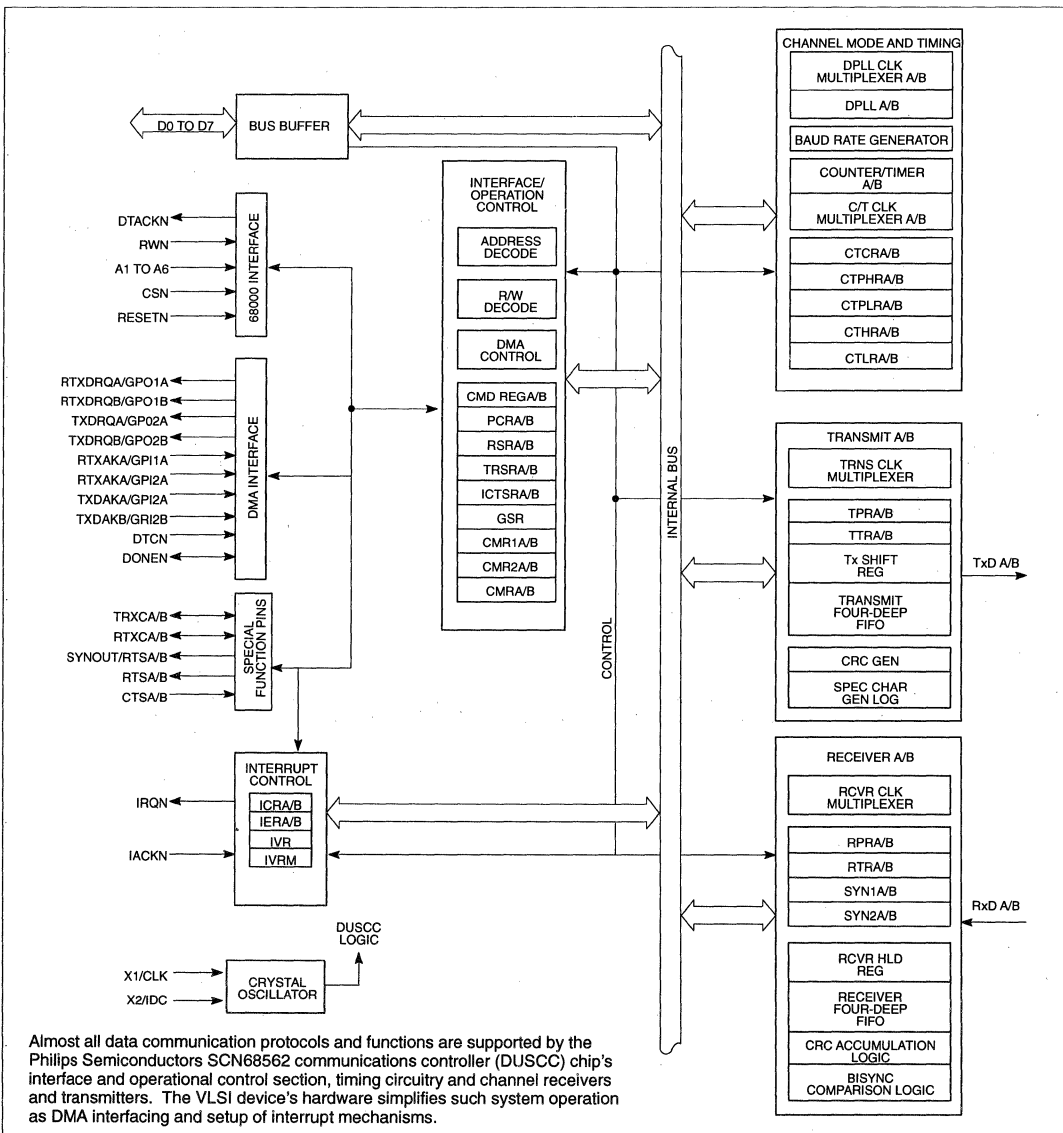 D0 TO D7
BUS BUFFER
DTACKN
RWN
A1 TO A6
CSN
RESETN
68000 INTERFACE
RTXDRQA/GPO1A
RTXDRQB/GPO1B
TXDRQA/GP02A
TXDRQB/GPO2B
RTXAKA/GPI1A
RTXAKA/GPI2A
TXDAKA/GPI2A
TXDAKB/GRI2B
DTCN
DONEN
DMA INTERFACE
TRXCA/B
RTXCA/B
SYNOUT/RTSA/B
RTSA/B
CTSA/B
SPECIAL
FUNCTION PINS
INTERRUPT
CONTROL
ICRA/B
IERA/B
IVR
IVRM
IRQN
IACKN
DUSCC
LOGIC
X1/CLK
X2/IDC
CRYSTAL
OSCILLATOR
INTERFACE/
OPERATION
CONTROL
ADDRESS
DECODE
R/W
DECODE
DMA
CONTROL
CMD REGA/B
PCRA/B
RSRA/B
TRSRA/B
ICTSRA/B
GSR
CMR1A/B
CMR2A/B
CMRA/B
CONTROL
INTERNAL BUS
CHANNEL MODE AND TIMING
DPLL CLK
MULTIPLEXER A/B
DPLL A/B
BAUD RATE GENERATOR
COUNTER/TIMER
A/B
C/T CLK
MULTIPLEXER A/B
CTCRA/B
CTPHRA/B
CTPLRA/B
CTHRA/B
CTLRA/B
TRANSMIT A/B
TRNS CLK
MULTIPLEXER
TPRA/B
TTRA/B
Tx SHIFT
REG
TRANSMIT
FOUR-DEEP
FIFO
CRC GEN
SPEC CHAR
GEN LOG
TxD A/B
RECEIVER A/B
RCVR CLK
MULTIPLEXER
RPRA/B
RTRA/B
SYN1A/B
SYN2A/B
RCVR HLD
REG
RECEIVER
FOUR-DEEP
FIFO
CRC ACCUMULATION
LOGIC
BISYNC
COMPARISON LOGIC
RxD A/B
Almost all data communication protocols and functions are supported by the
Philips Semiconductors SCN68562 communications controller (DUSCC) chip's
interface and operational control section, timing circuitry and channel receivers
and transmitters. The VLSI device's hardware simplifies such system operation
as DMA interfacing and setup of interrupt mechanisms.